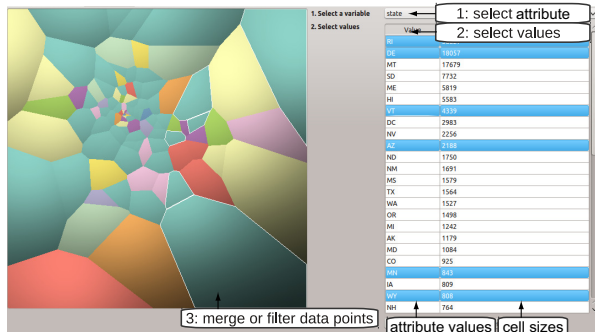 1. Select a variable
state
1: select attribute
2. Select values
2: select values
Value
RI
DE 18057
MT 17679
SD 7732
ME 5819
HI 5583
VT 4339
DC 2983
NV 2256
AZ 2188
ND 1750
NM 1691
MS 1579
TX 1564
WA 1527
OR 1498
MI 1242
AK 1179
MD 1084
CO 925
MN 843
IA 809
WY 808
NH 764
3: merge or filter data points
attribute values
cell sizes